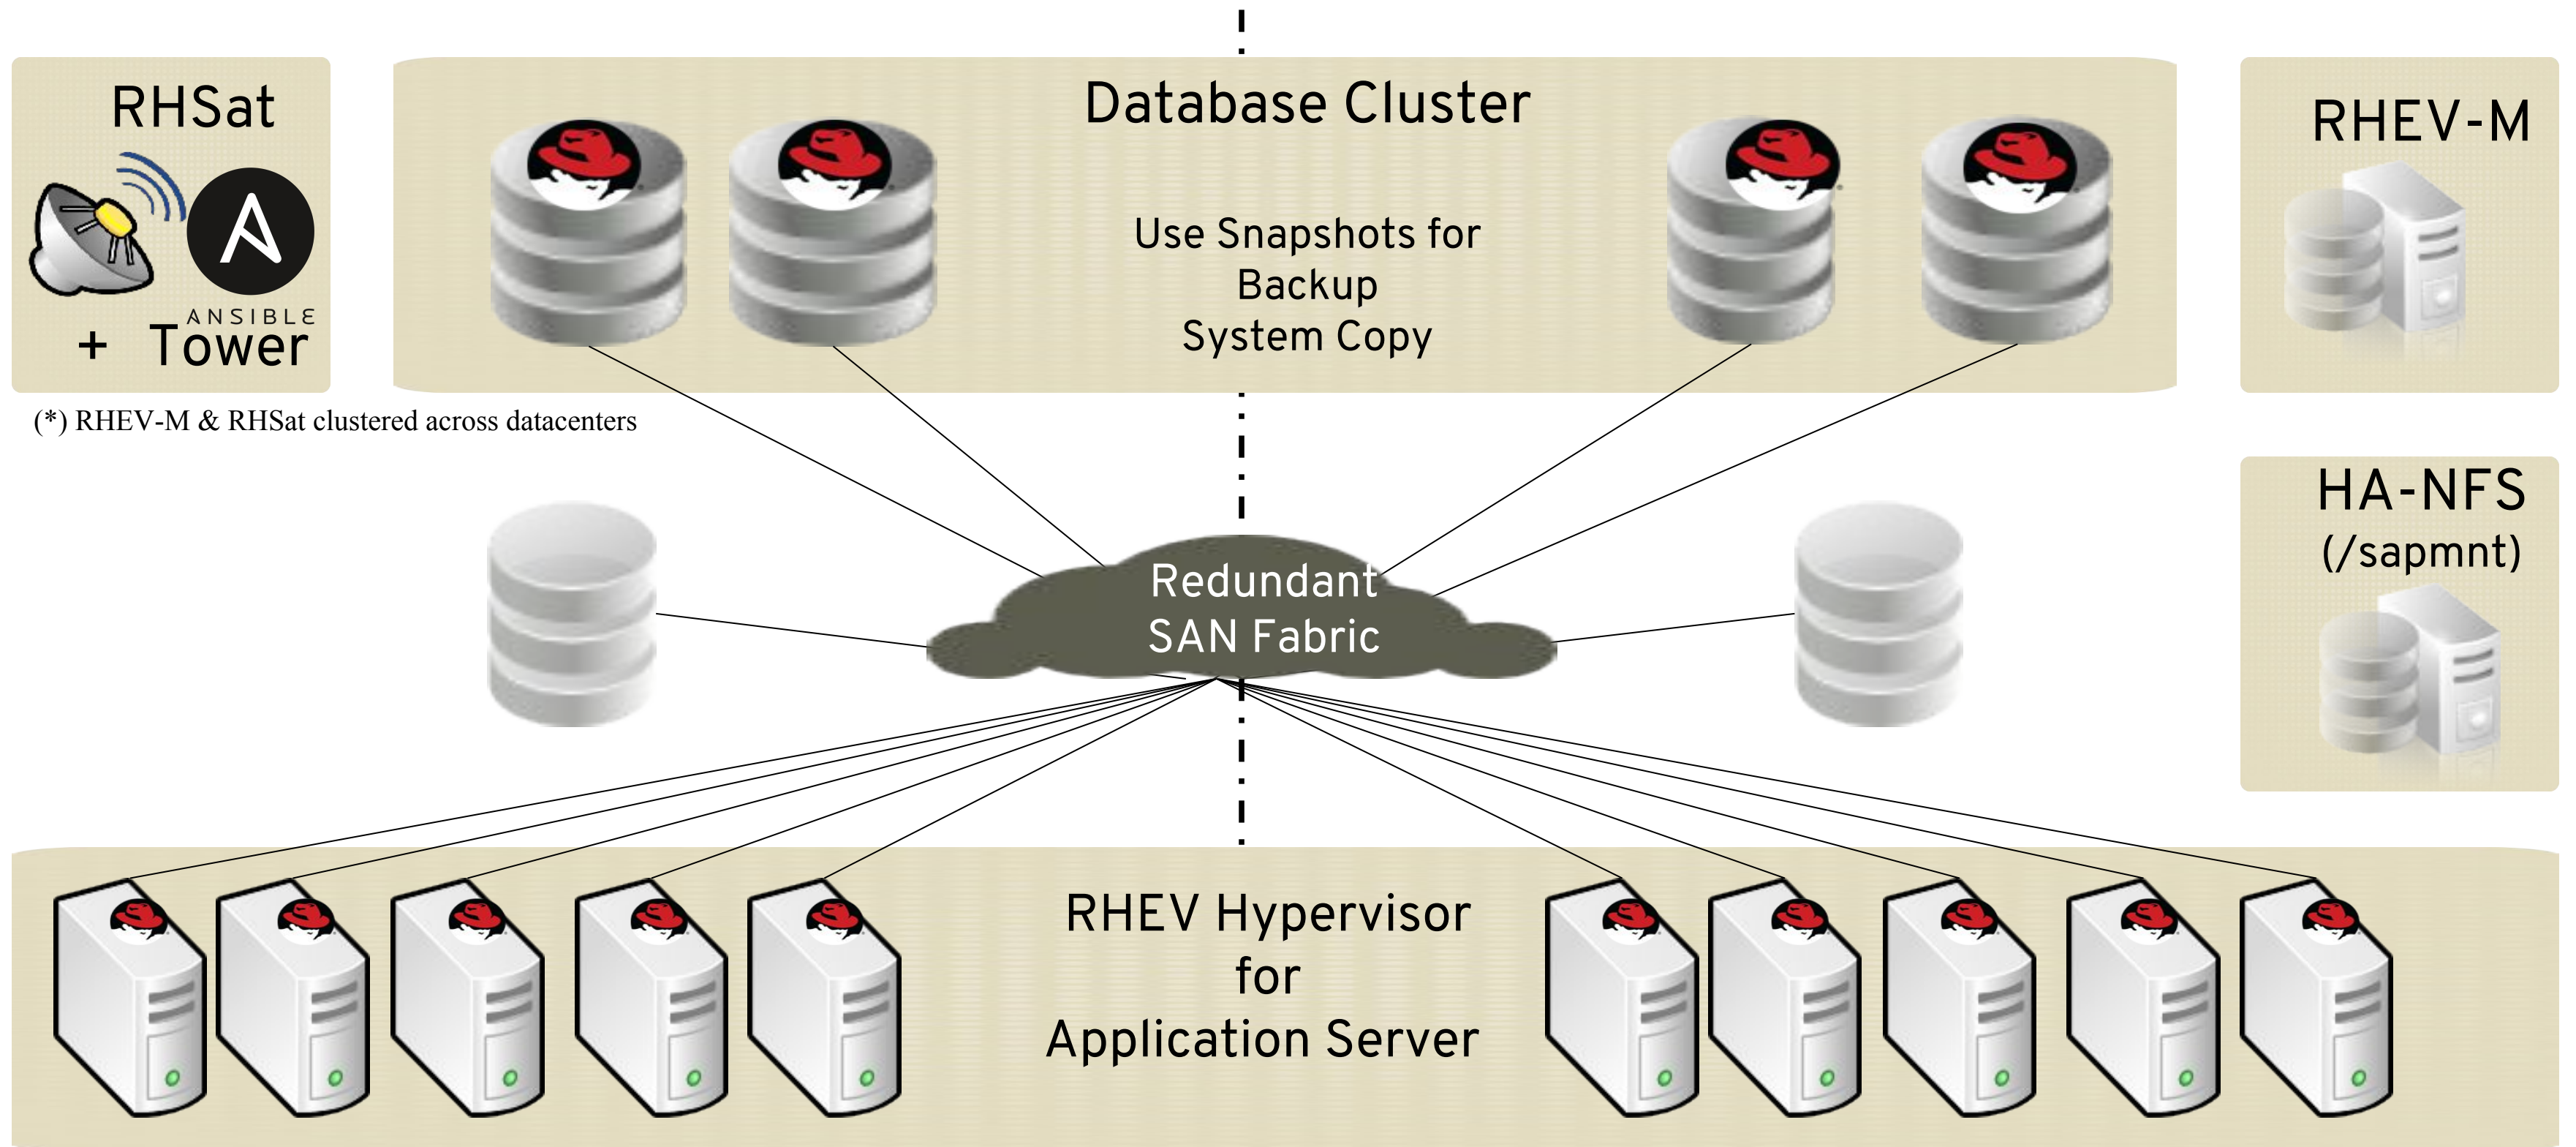 RHSat
ANSIBLE
+ Tower
(*) RHEV-M & RHSat clustered across datacenters
Database Cluster
Use Snapshots for
Backup
System Copy
RHEV-M
HA-NFS
(/sapmnt)
Redundant
SAN Fabric
RHEV Hypervisor
for
Application Server